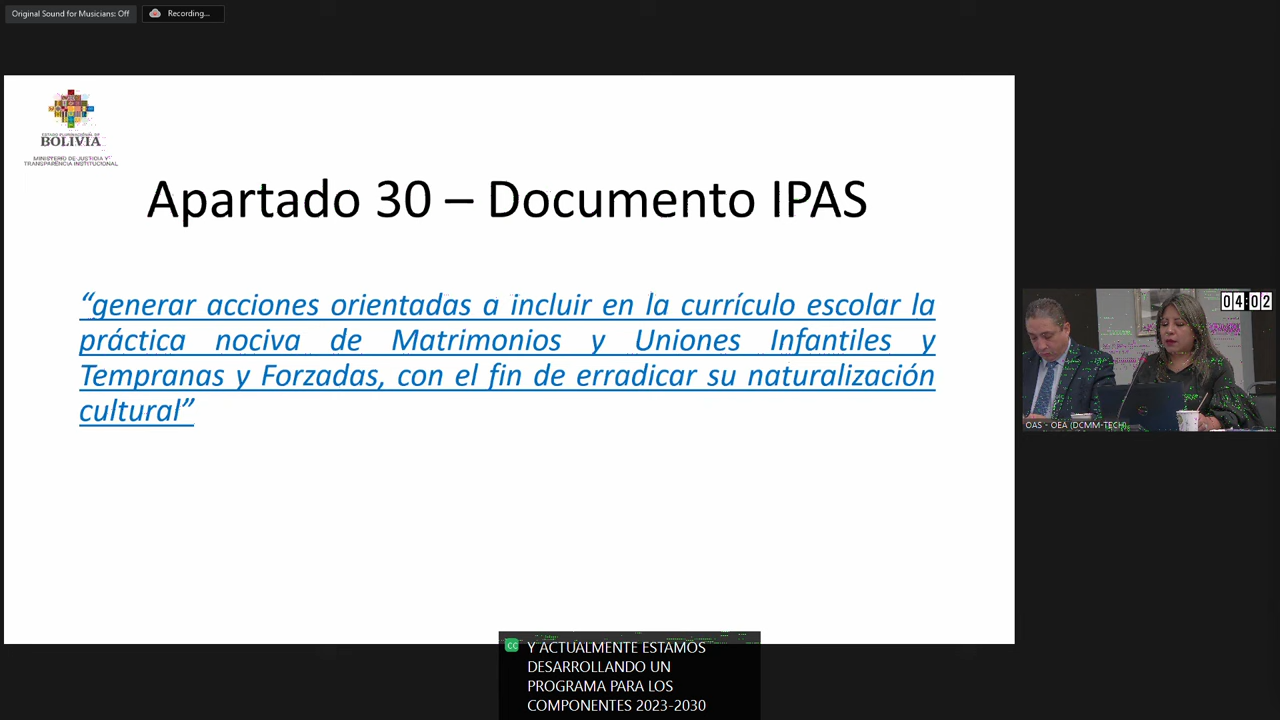 Original Sound for Musicians: Off
Recording...
ESTADO PLURINACIONAL DE
BOLIVIA
MINISTERIO DE JUSTICIA Y
TRANSPARENCIA INSTITUCIONAL
Apartado 30 – Documento IPAS
“generar acciones orientadas a incluir en la currículo escolar la
práctica nociva de Matrimonios y Uniones Infantiles y
Tempranas y Forzadas, con el fin de erradicar su naturalización
cultural”
04:02
OAS - OEA (DCMM-TECH)
CC
Y ACTUALMENTE ESTAMOS
DESARROLLANDO UN
PROGRAMA PARA LOS
COMPONENTES 2023-2030